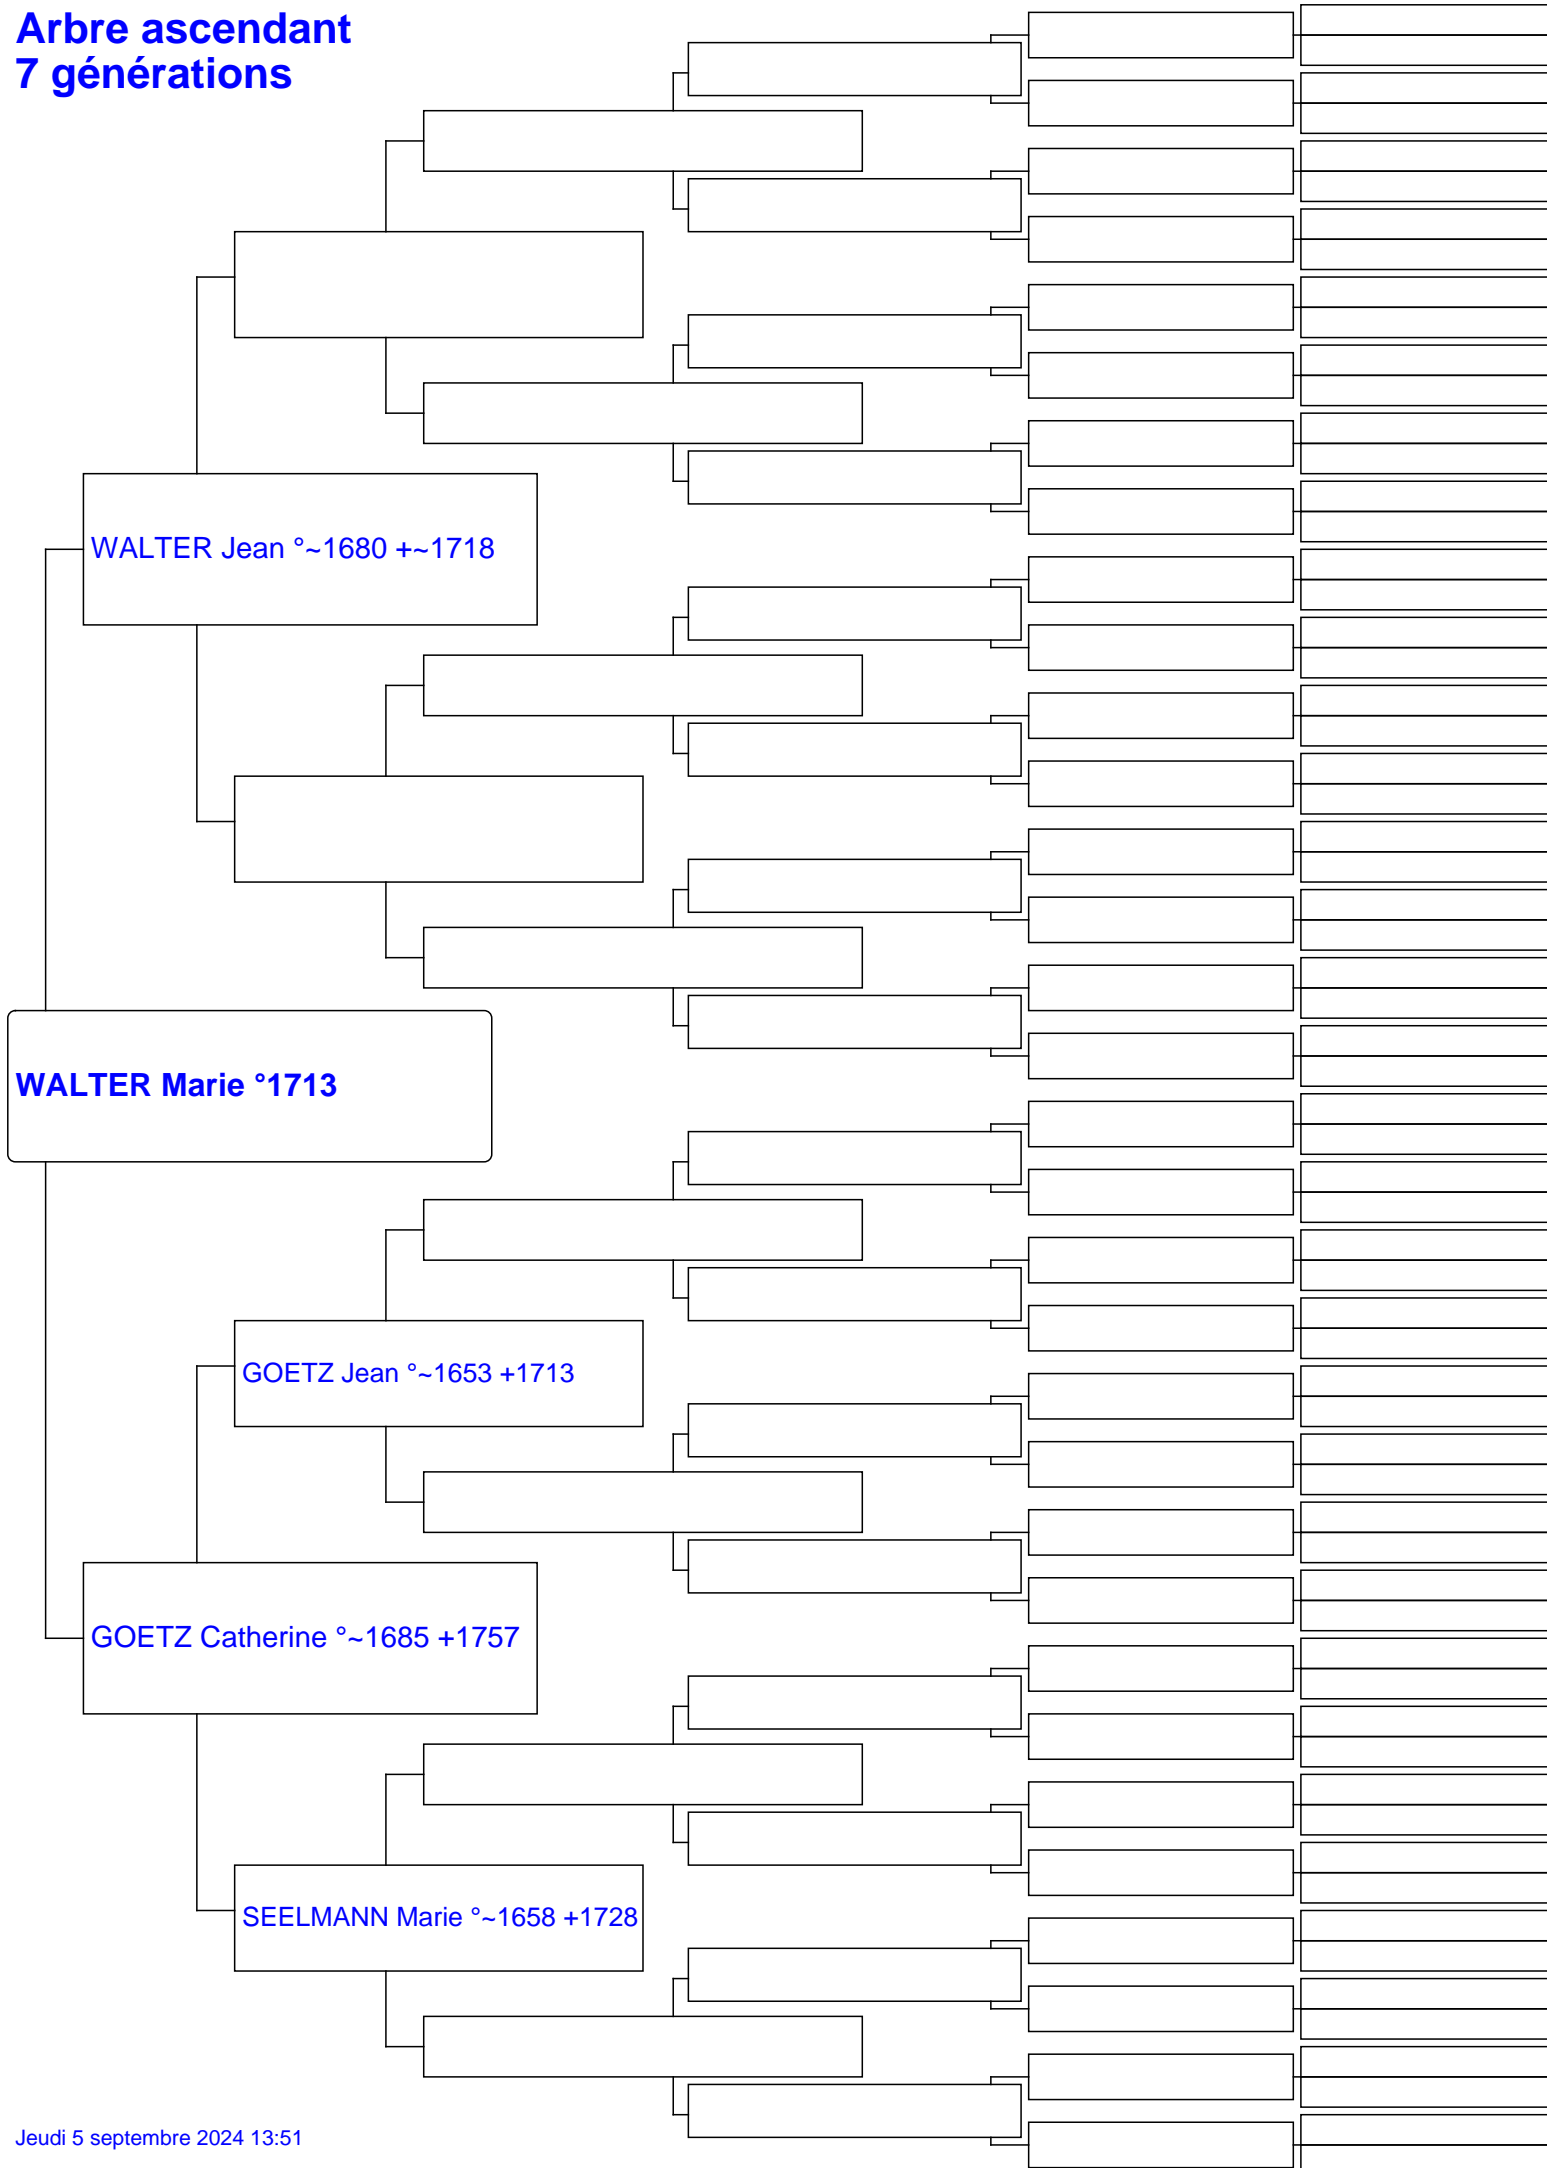 Arbre ascendant
7 générations
WALTER Jean °~1680 +~1718
WALTER Marie °1713
GOETZ Jean °~1653 +1713
GOETZ Catherine °~1685 +1757
SEELMANN Marie °~1658 +1728
Jeudi 5 septembre 2024 13:51